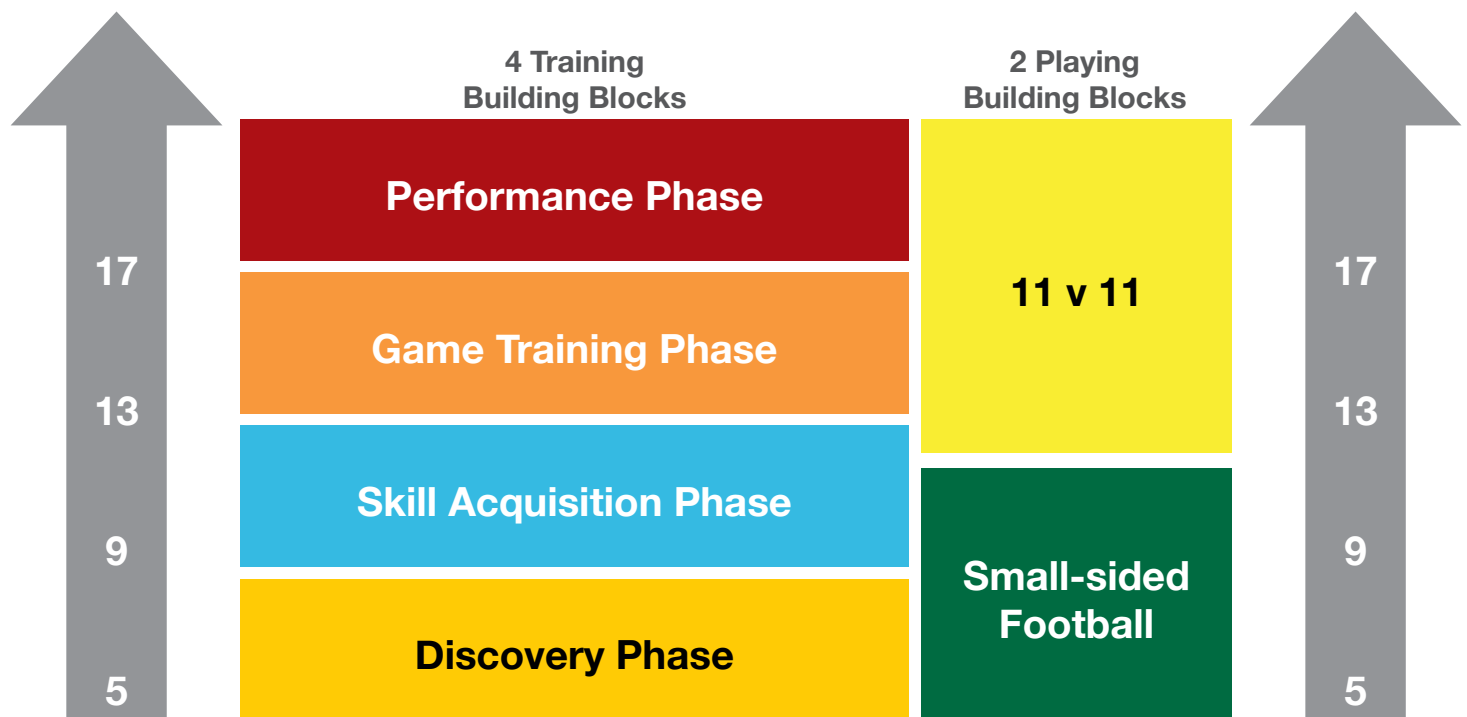 4 Training
Building Blocks
2 Playing
Building Blocks
Performance Phase
Game Training Phase
Skill Acquisition Phase
Discovery Phase
11 v 11
Small-sided
Football
17
13
9
5
17
13
9
5